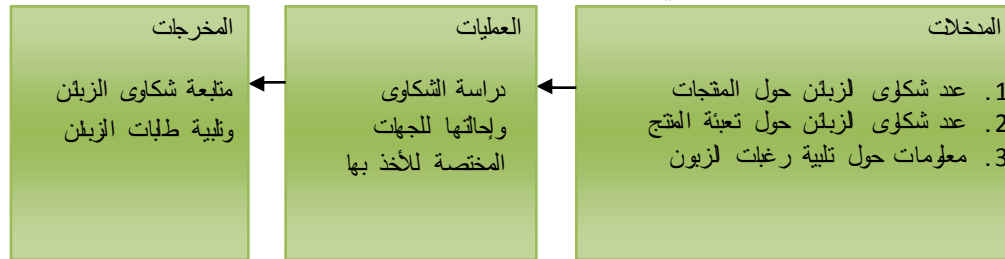 المدخلات
1. عدد شكاوى الزبائن حول المنتجات
2. عدد شكاوى الزبائن حول تعبئة المنتج
3. معلومات حول تلبية رغبات الزبون
العمليات
دراسة الشكاوى
وإحالتها للجهات
المختصة للأخذ بها
المخرجات
متابعة شكاوى الزبائن
وتلبية طلبات الزبائن